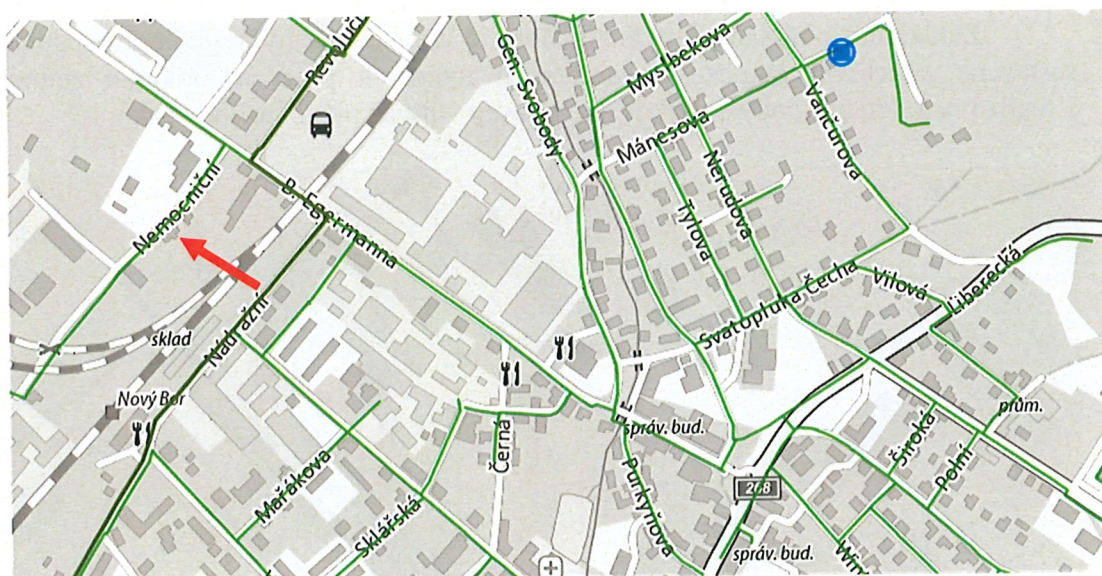 Revoluč
Gen. Svobody
Myslbekova
Mánesova
Vančurova
Nerudova
Tylova
Nemocniční
B. Egermanna
Svatopluka Čecha
Vilová
Liberecká
sklad
Nádražní
Nový Bor
Černá
správ. bud.
Široká
prům.
Polní
Mařákova
Sklářská
Purkyňova
268
správ. bud.